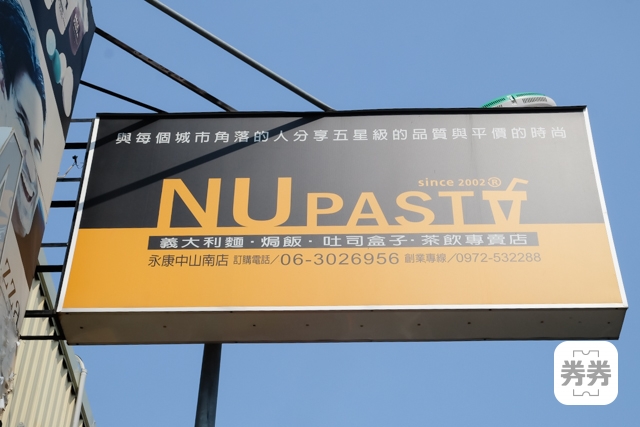 與每個城市角落的人分享五星級的品質與平價的時尚
since 2002®
NU PASTA
義大利麵·焗飯·吐司盒子·茶飲專賣店
永康中山南店 訂購電話/06-3026956 創業專線/0972-532288
券券